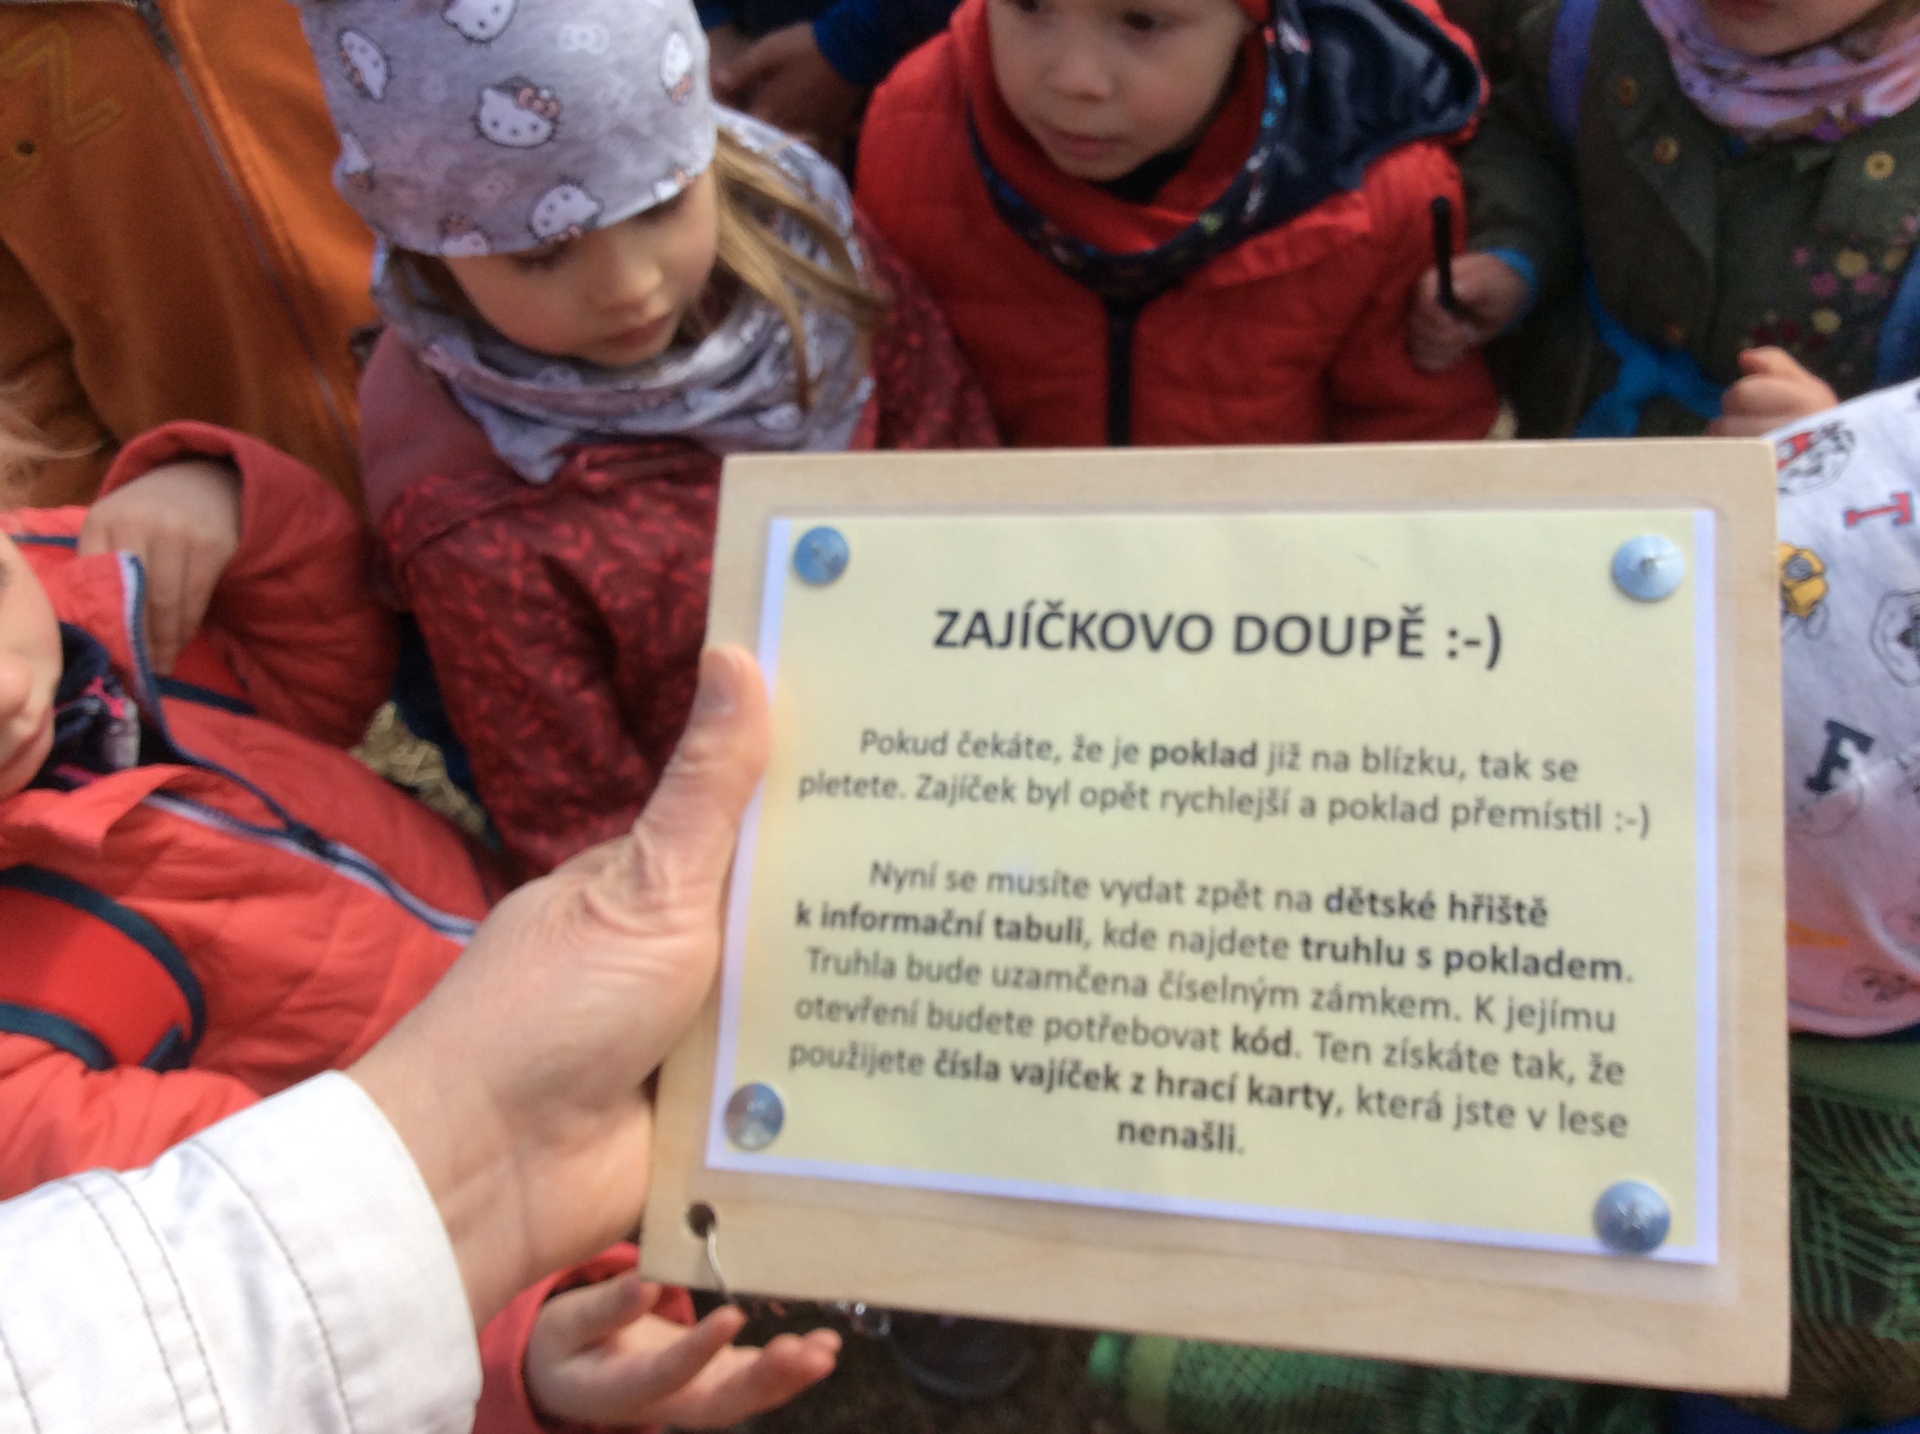 ZAJÍČKOVO DOUPĚ :-)
Pokud čekáte, že je poklad již na blízku, tak se
pletete. Zajíček byl opět rychlejší a poklad přemístil :-)
Nyní se musíte vydat zpět na dětské hřiště
k informační tabuli, kde najdete truhlu s pokladem.
Truhla bude uzamčena číselným zámkem. K jejímu
otevření budete potřebovat kód. Ten získáte tak, že
použijete čísla vajíček z hrací karty, která jste v lese
nenašli.
I
F